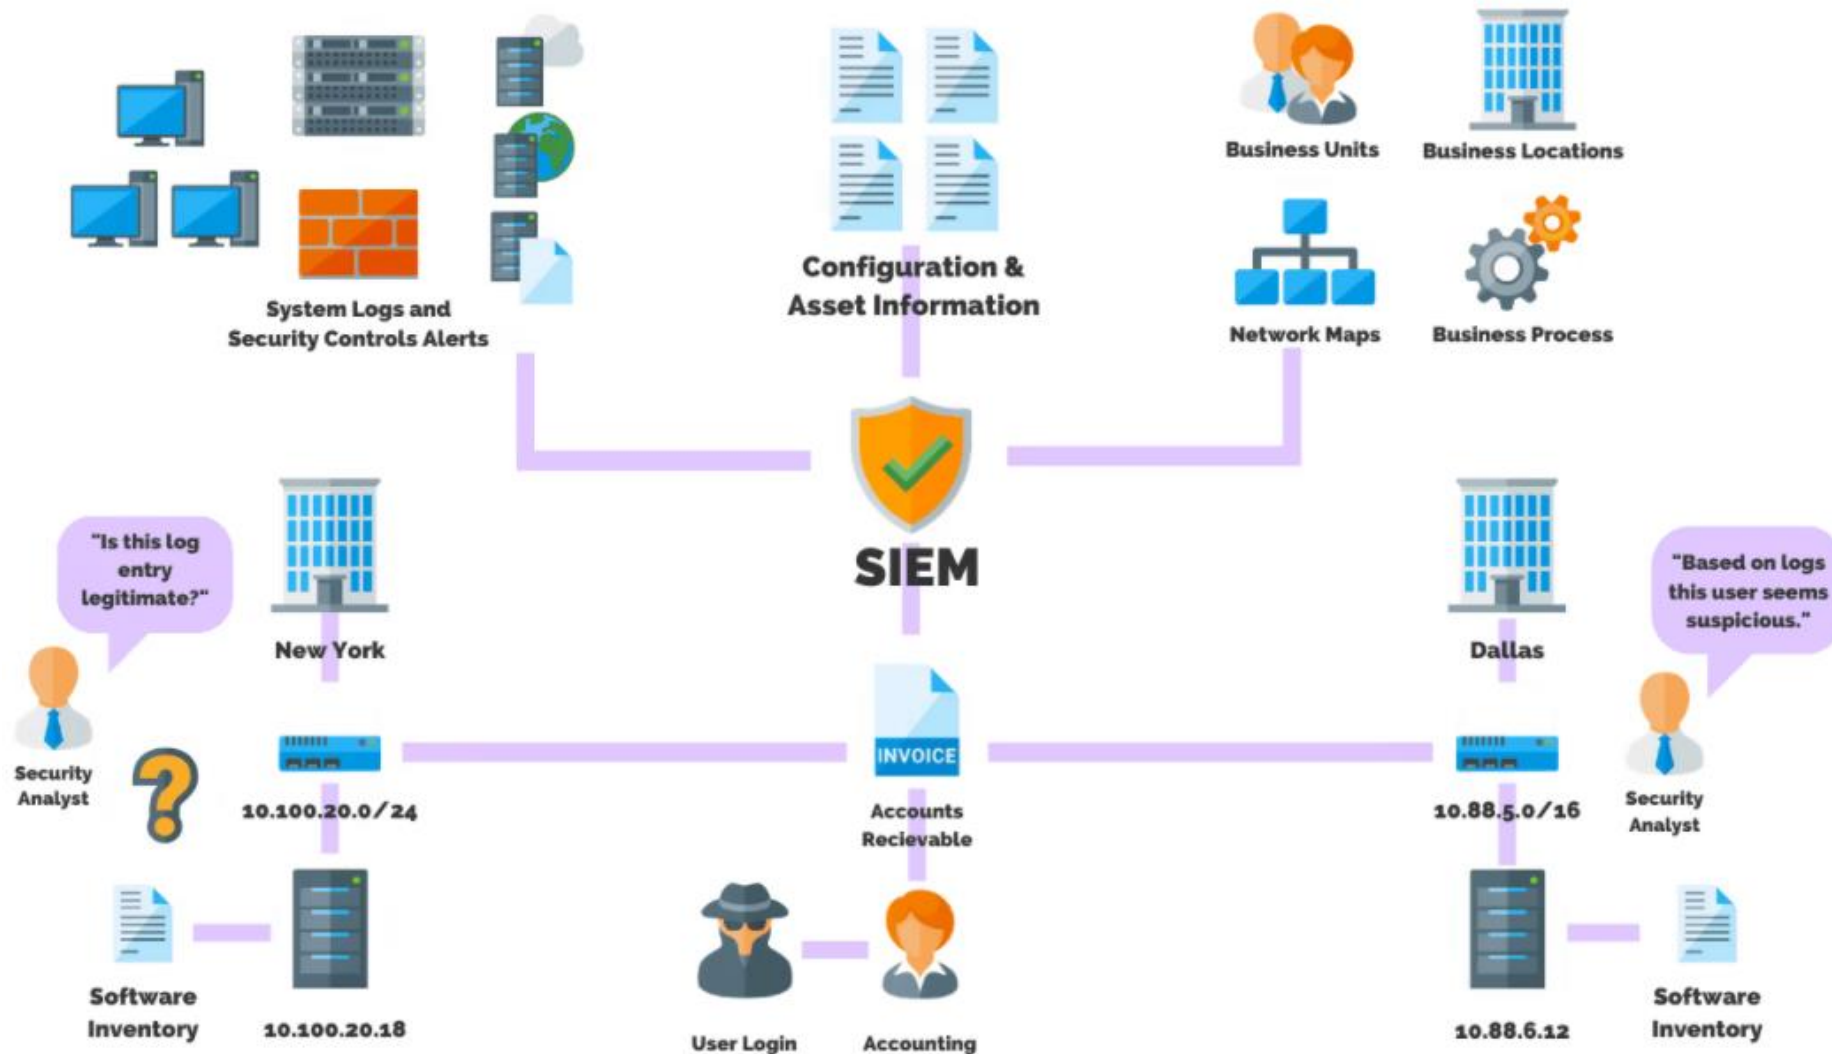 System Logs and
Security Controls Alerts
Configuration &
Asset Information
Business Units
Business Locations
Network Maps
Business Process
SIEM
"Is this log
entry
legitimate?"
New York
Security
Analyst
10.100.20.0/24
Software
Inventory
10.100.20.18
INVOICE
Accounts
Recievable
User Login
Accounting
Dallas
"Based on logs
this user seems
suspicious."
10.88.5.0/16
Security
Analyst
10.88.6.12
Software
Inventory